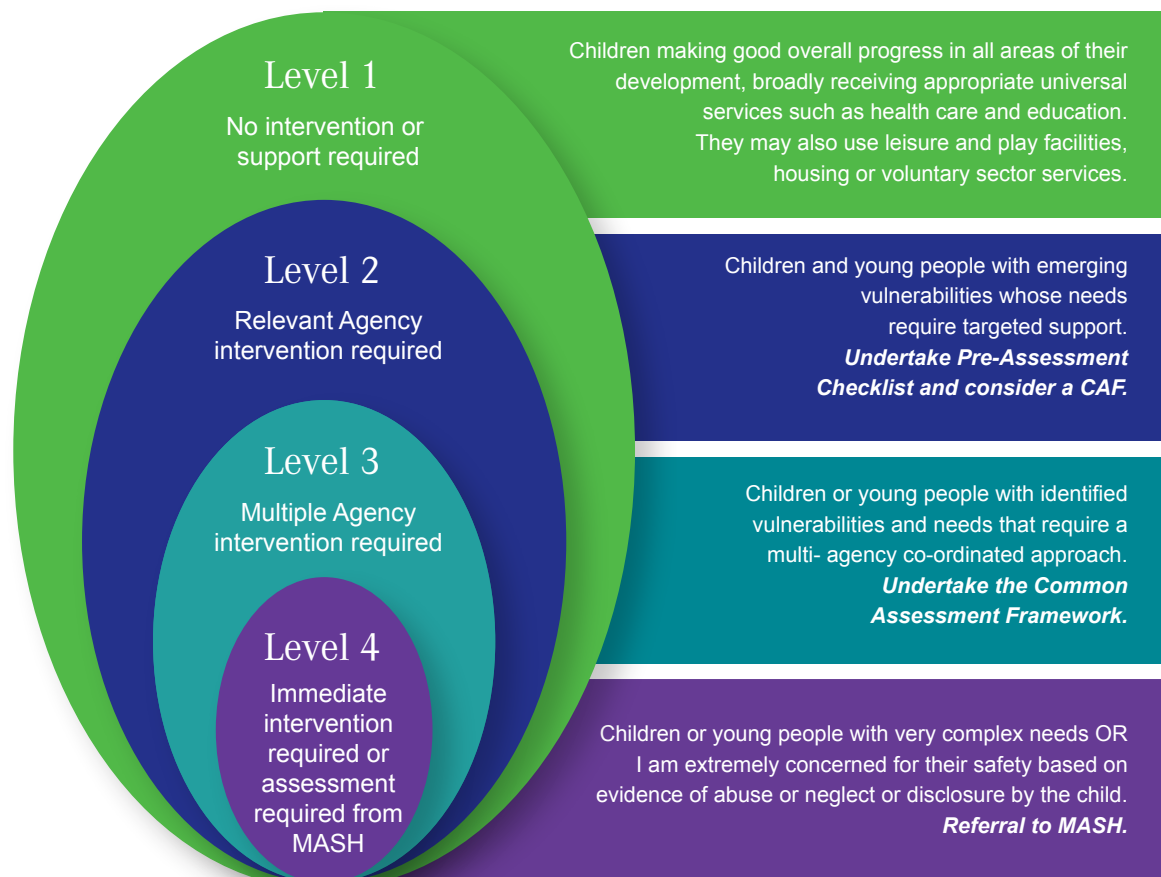 Level 1
No intervention or
support required
Children making good overall progress in all areas of their
development, broadly receiving appropriate universal
services such as health care and education.
They may also use leisure and play facilities,
housing or voluntary sector services.
Level 2
Relevant Agency
intervention required
Children and young people with emerging
vulnerabilities whose needs
require targeted support.
Undertake Pre-Assessment
Checklist and consider a CAF.
Level 3
Multiple Agency
intervention required
Children or young people with identified
vulnerabilities and needs that require a
multi- agency co-ordinated approach.
Undertake the Common
Assessment Framework.
Level 4
Immediate
intervention
required or
assessment
required from
MASH
Children or young people with very complex needs OR
I am extremely concerned for their safety based on
evidence of abuse or neglect or disclosure by the child.
Referral to MASH.